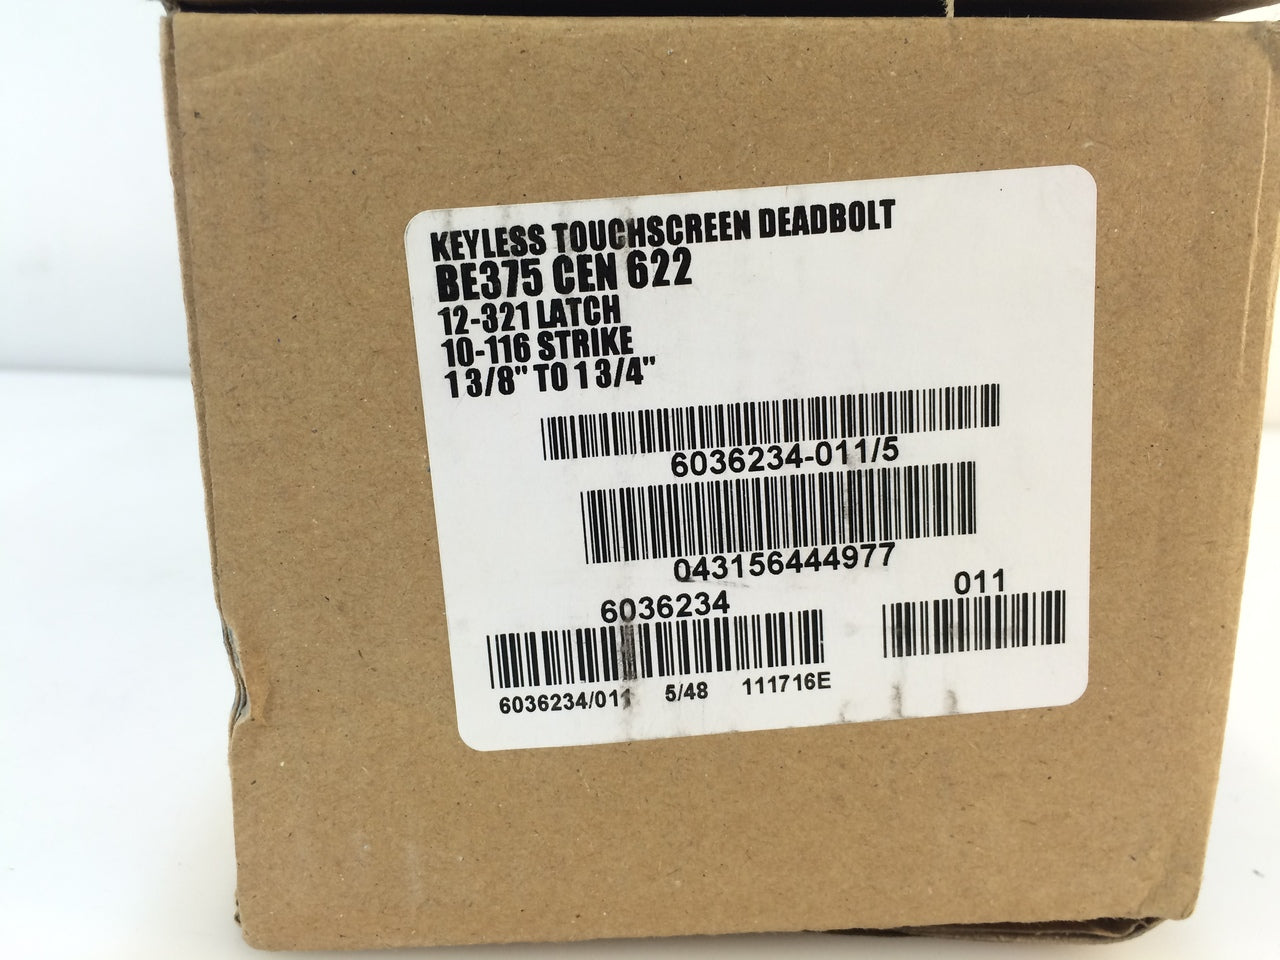 KEYLESS TOUCHSCREEN DEADBOLT
BE375 CEN 622
12-321 LATCH
10-116 STRIKE
1 3/8" TO 1 3/4"
6036234-011/5
043156444977
6036234
011
6036234/011 5/48 111716E